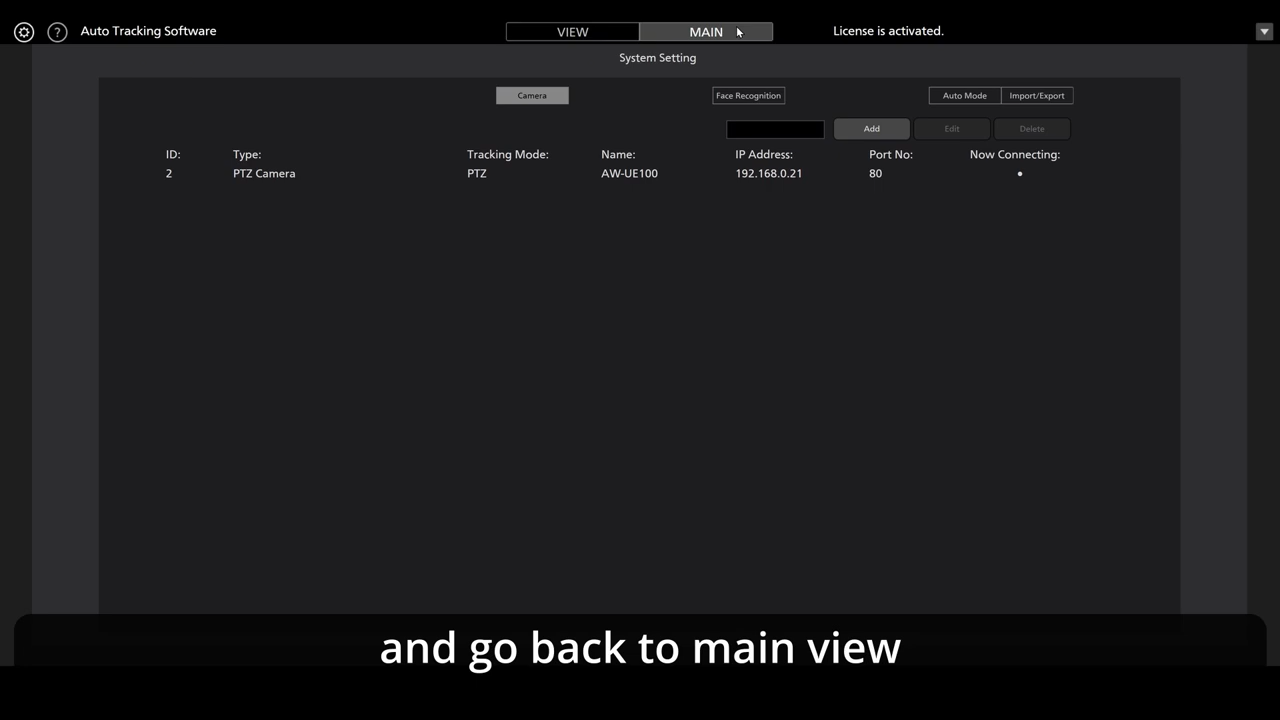 ? Auto Tracking Software VIEW MAIN License is activated.
System Setting
Camera Face Recognition Auto Mode Import/Export
Add Edit Delete
ID: Type: Tracking Mode: Name: IP Address: Port No: Now Connecting:
2 PTZ Camera PTZ AW-UE100 192.168.0.21 80 •
and go back to main view